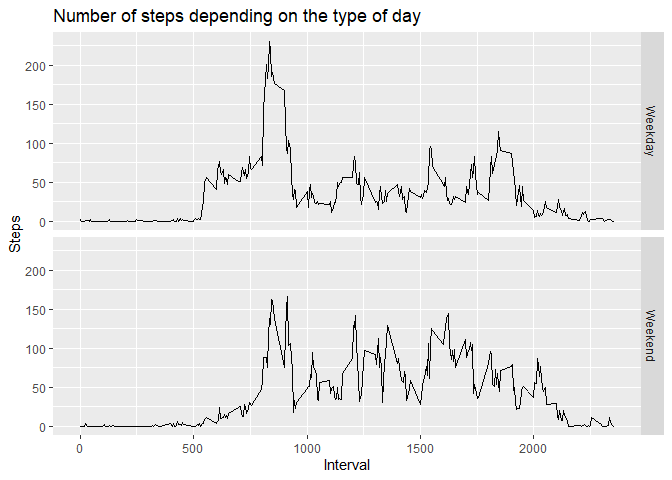 Number of steps depending on the type of day
Steps
200
150
100
50
0
Weekday
200
150
100
50
0
Weekend
0 500 1000 1500 2000
Interval